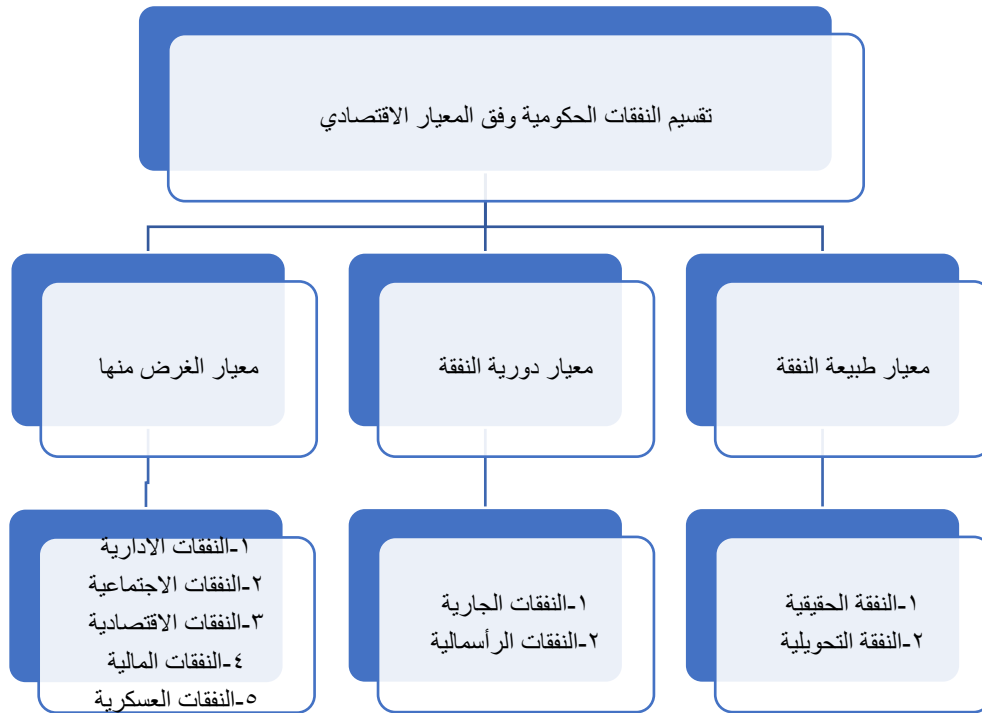 تقسيم النفقات الحكومية وفق المعيار الاقتصادي
معيار طبيعة النفقة
معيار دورية النفقة
معيار الغرض منها
١-النفقة الحقيقية
٢-النفقة التحويلية
١-النفقات الجارية
٢-النفقات الرأسمالية
١-النفقات الادارية
٢-النفقات الاجتماعية
٣-النفقات الاقتصادية
٤-النفقات المالية
٥-النفقات العسكرية